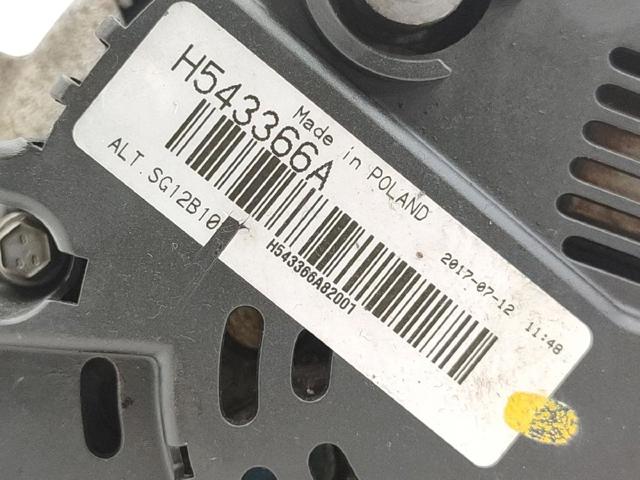 H543366A
Made in POLAND
ALT. SG12B10
H543366A82001
2017-07-12 11:48